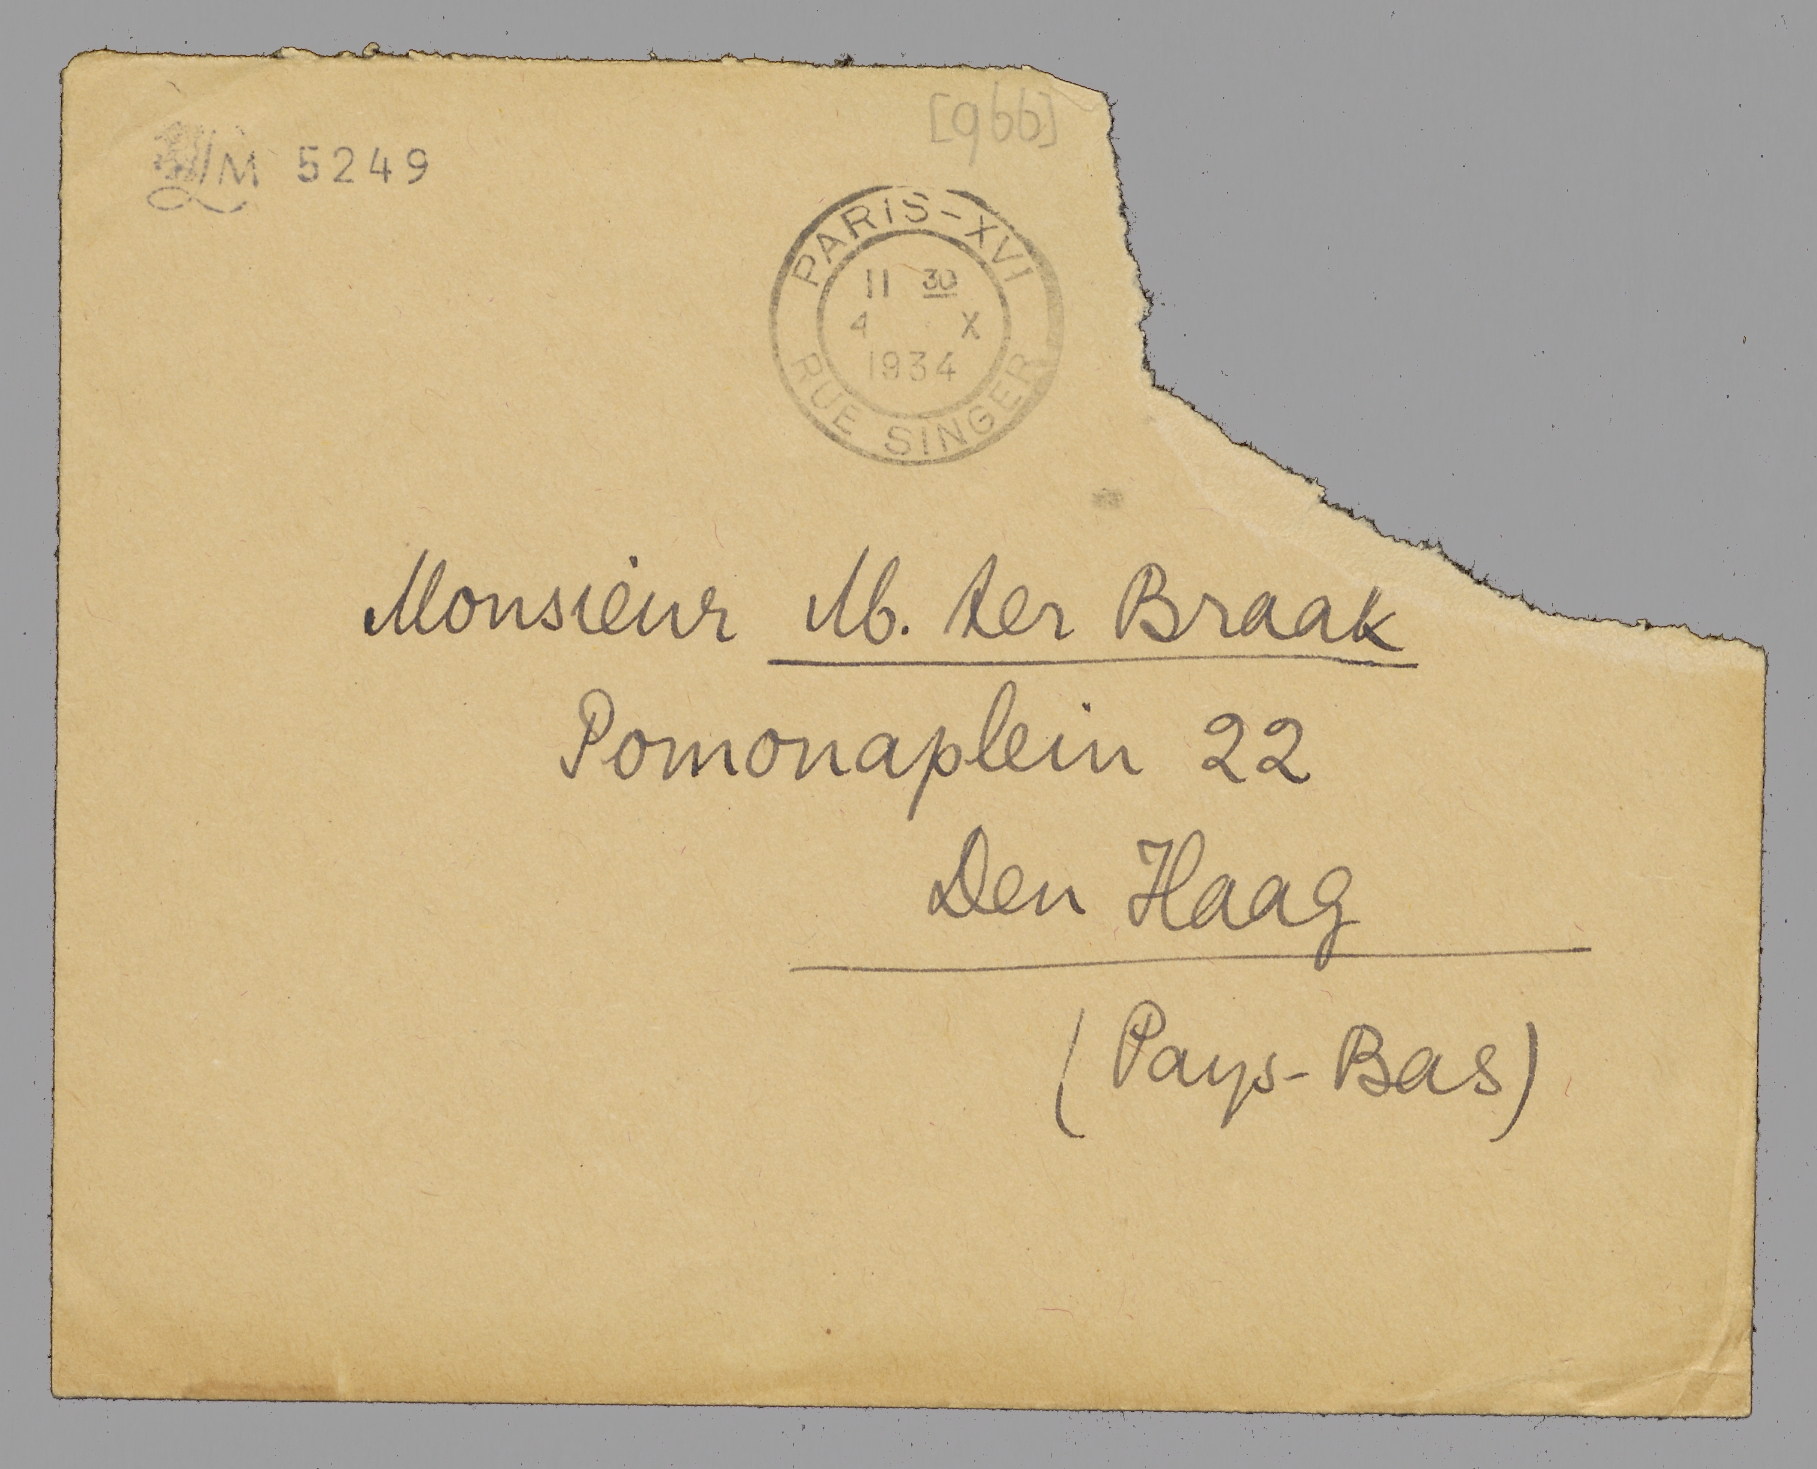 LM 5249
[966]
PARIS-XVI
11 30
4 X
1934
RUE SINGER
Monsieur M. ter Braak
Pomonaplein 22
Den Haag
(Pays-Bas)